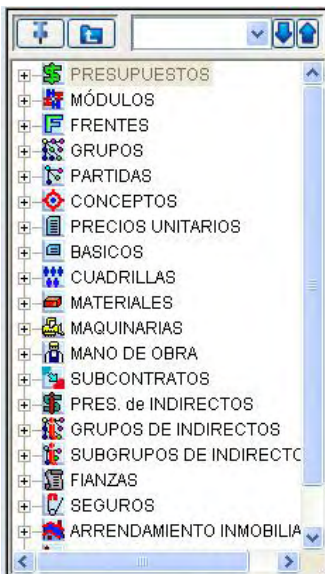 PRESUPUESTOS
MÓDULOS
FRENTES
GRUPOS
PARTIDAS
CONCEPTOS
PRECIOS UNITARIOS
BASICOS
CUADRILLAS
MATERIALES
MAQUINARIAS
MANO DE OBRA
SUBCONTRATOS
PRES. de INDIRECTOS
GRUPOS DE INDIRECTOS
SUBGRUPOS DE INDIRECTC
FIANZAS
SEGUROS
ARRENDAMIENTO INMOBILIA